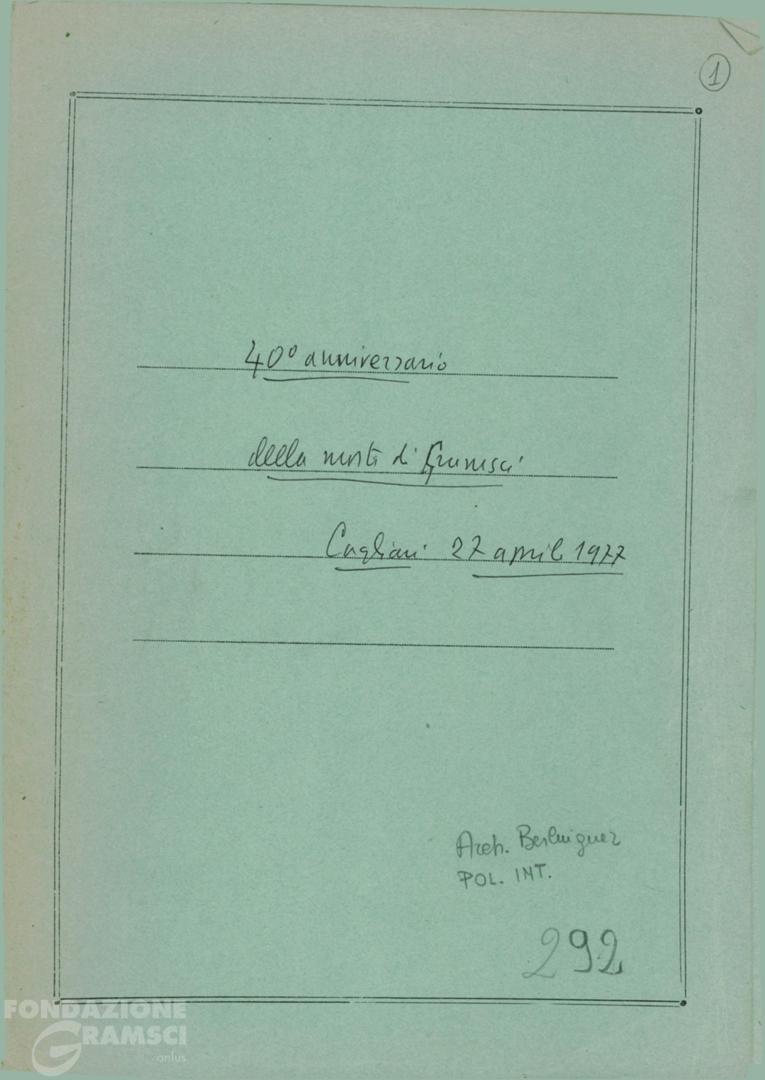 1
40° anniversario
della morte di Gramsci
Cagliari 27 aprile 1977
Arch. Berlinguer
POL. INT.
292
FONDAZIONE
GRAMSCI
onlus